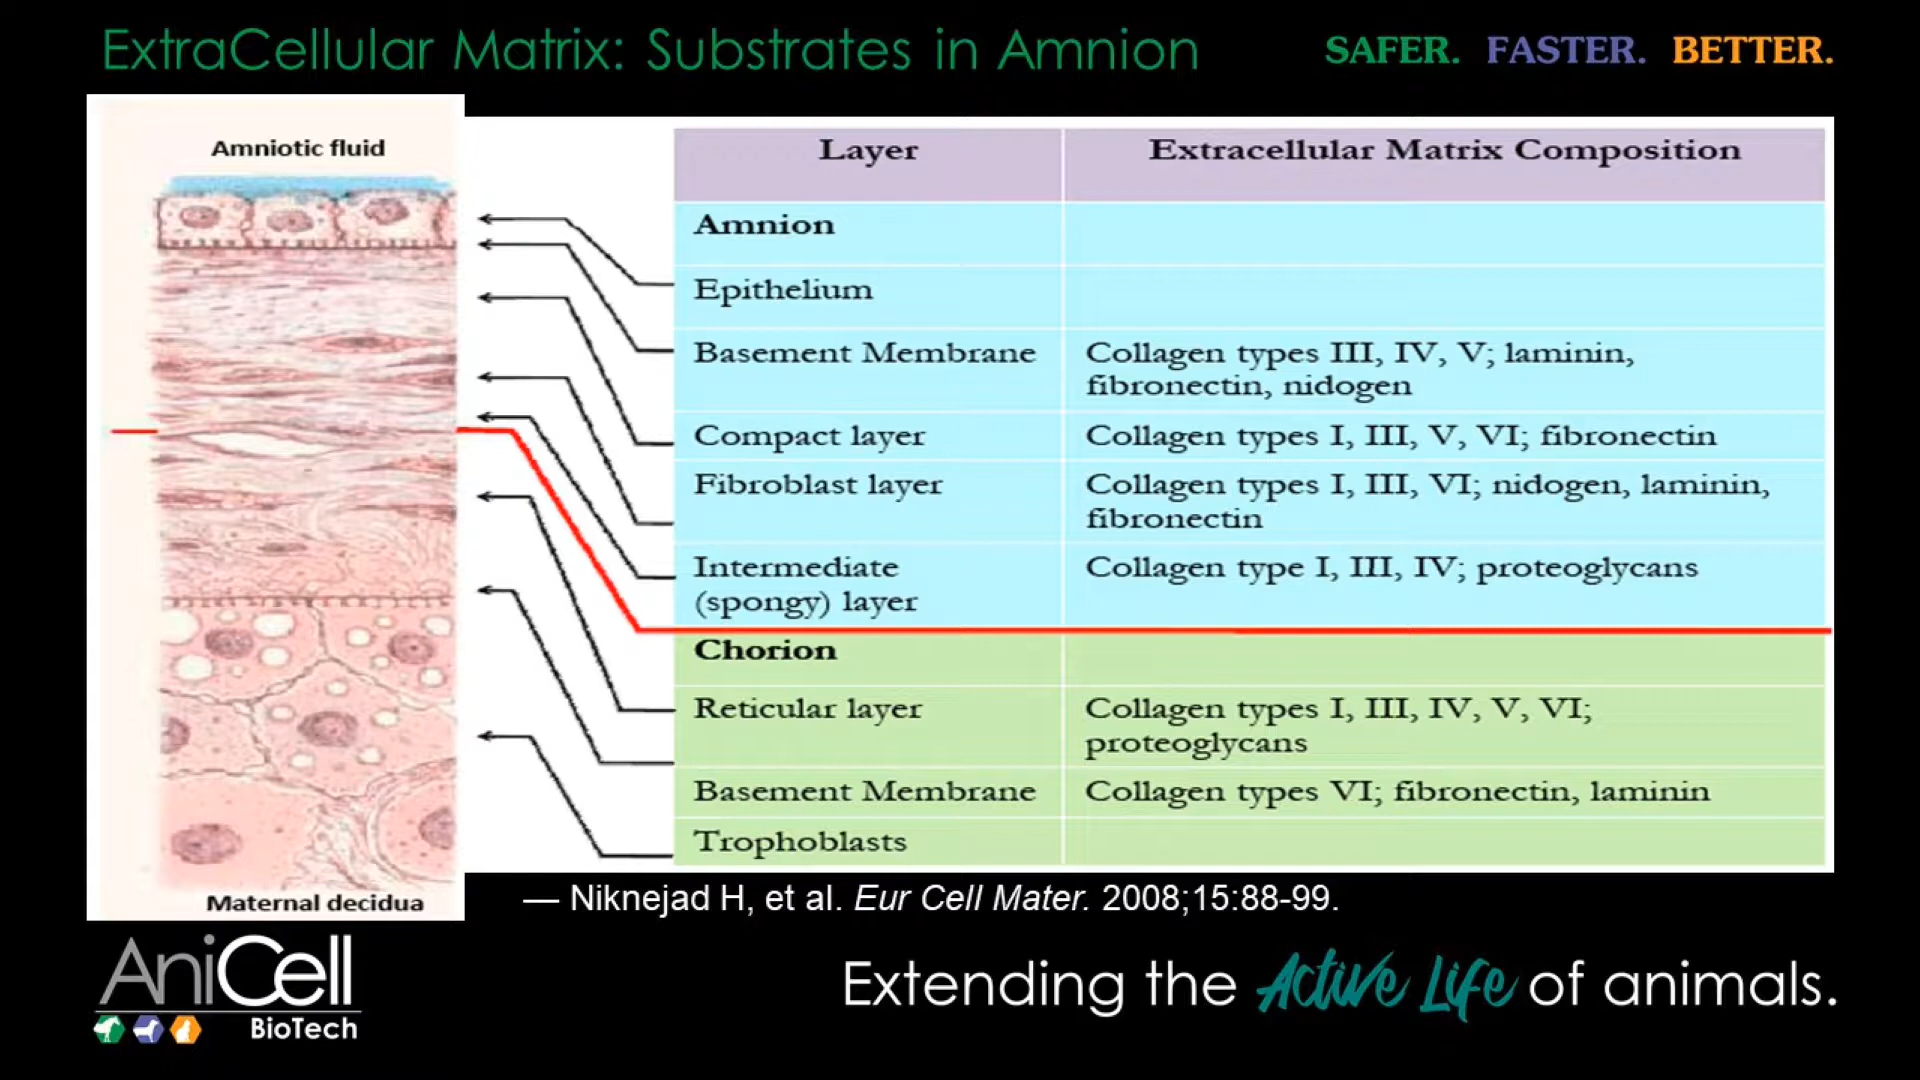 ExtraCellular Matrix: Substrates in Amnion
SAFER. FASTER. BETTER.
Amniotic fluid
Maternal decidua
Layer Extracellular Matrix Composition
Amnion
Epithelium
Basement Membrane Collagen types III, IV, V; laminin,
fibronectin, nidogen
Compact layer Collagen types I, III, V, VI; fibronectin
Fibroblast layer Collagen types I, III, VI; nidogen, laminin,
fibronectin
Intermediate Collagen type I, III, IV; proteoglycans
(spongy) layer
Chorion
Reticular layer Collagen types I, III, IV, V, VI;
proteoglycans
Basement Membrane Collagen types VI; fibronectin, laminin
Trophoblasts
— Niknejad H, et al. Eur Cell Mater. 2008;15:88-99.
AniCell
BioTech
Extending the Active Life of animals.